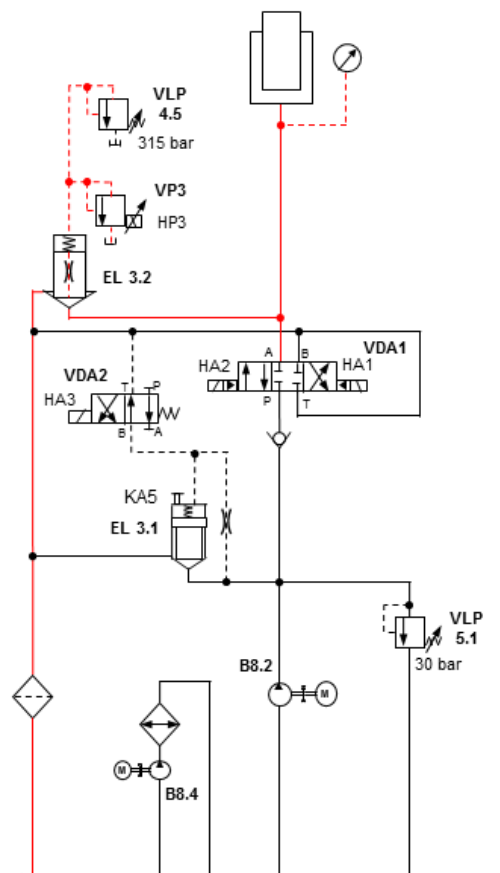 VLP
4.5
315 bar
VP3
HP3
EL 3.2
A
B
VDA1
HA2
HA1
P
T
VDA2
T
P
HA3
B
A
KA5
EL 3.1
VLP
5.1
30 bar
B8.2
M
M
B8.4